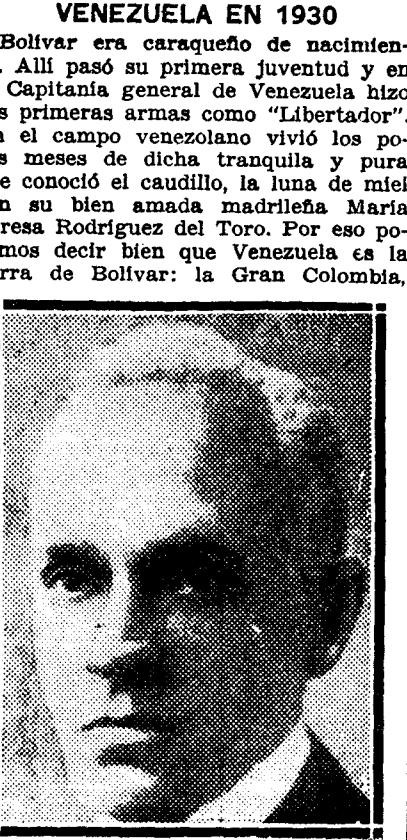 VENEZUELA EN 1930
Bolívar era caraqueño de nacimien-
. Allí pasó su primera juventud y en
Capitanía general de Venezuela hizo
s primeras armas como "Libertador".
el campo venezolano vivió los po-
s meses de dicha tranquila y pura
e conoció el caudillo, la luna de miel
n su bien amada madrileña María
resa Rodríguez del Toro. Por eso po-
mos decir bien que Venezuela es la
rra de Bolívar: la Gran Colombia,